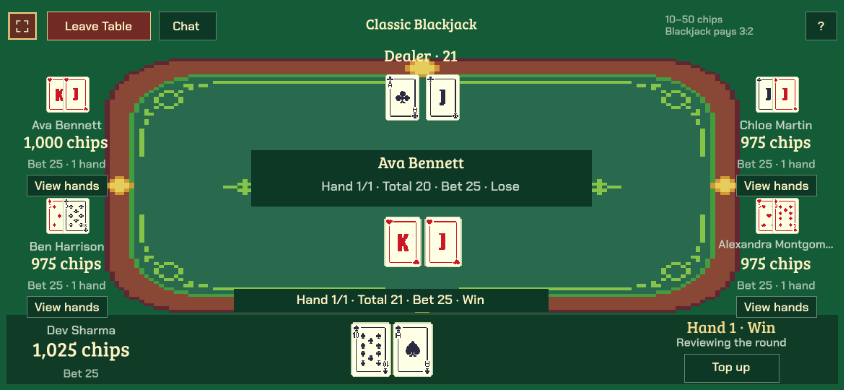 Leave Table
Chat
Classic Blackjack
10–50 chips
Blackjack pays 3:2
?
Dealer · 21
A
J
K J
Ava Bennett
1,000 chips
Bet 25 · 1 hand
View hands
Ben Harrison
975 chips
Bet 25 · 1 hand
View hands
Ava Bennett
Hand 1/1 · Total 20 · Bet 25 · Lose
K J
Hand 1/1 · Total 21 · Bet 25 · Win
J J
Chloe Martin
975 chips
Bet 25 · 1 hand
View hands
Alexandra Montgom...
975 chips
Bet 25 · 1 hand
View hands
Dev Sharma
1,025 chips
Bet 25
10
A
Hand 1 · Win
Reviewing the round
Top up